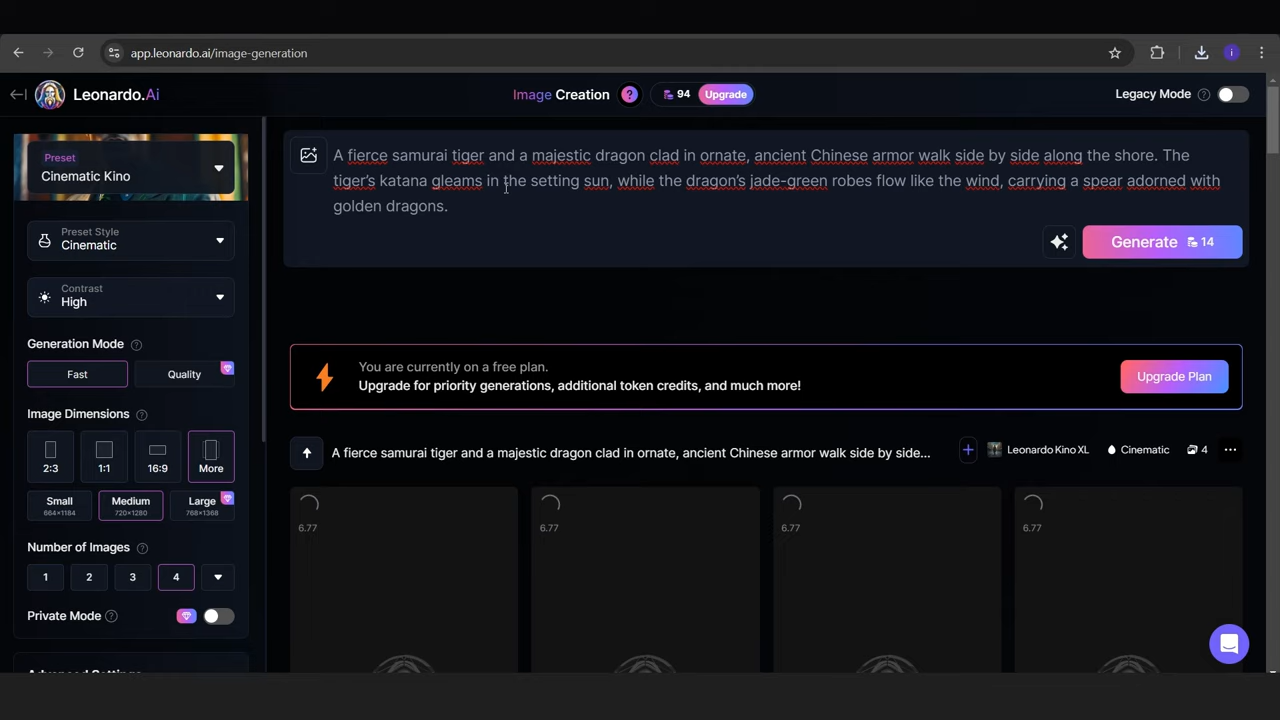 app.leonardo.ai/image-generation
i
Leonardo.Ai
Image Creation ? 94 Upgrade
Legacy Mode ?
Preset
Cinematic Kino
Preset Style
Cinematic
Contrast
High
Generation Mode ?
Fast Quality
Image Dimensions ?
2:3 1:1 16:9 More
Small Medium Large
664×1184 720×1280 768×1368
Number of Images ?
1 2 3 4
Private Mode ?
A fierce samurai tiger and a majestic dragon clad in ornate, ancient Chinese armor walk side by side along the shore. The
tiger's katana gleams in the setting sun, while the dragon's jade-green robes flow like the wind, carrying a spear adorned with
golden dragons.
Generate 14
You are currently on a free plan.
Upgrade for priority generations, additional token credits, and much more!
Upgrade Plan
A fierce samurai tiger and a majestic dragon clad in ornate, ancient Chinese armor walk side by side... Leonardo Kino XL Cinematic 4
6.77 6.77 6.77 6.77
Advanced Settings